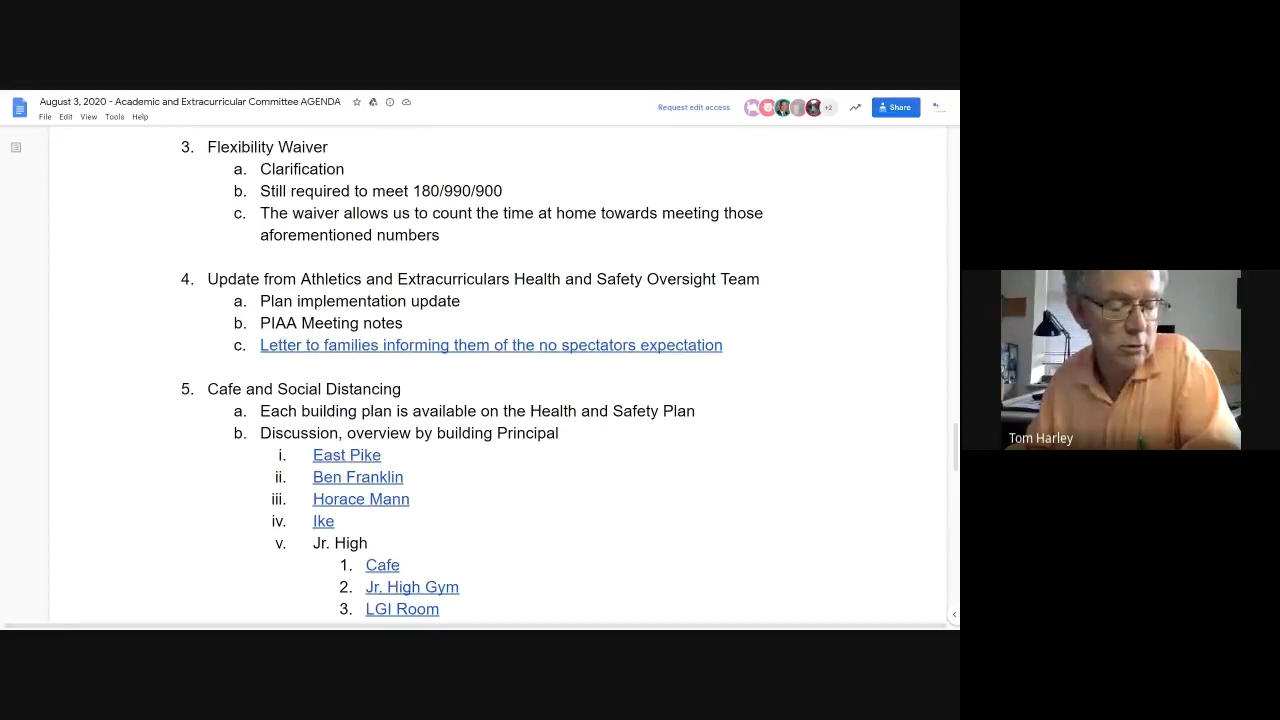 August 3, 2020 - Academic and Extracurricular Committee AGENDA
File Edit View Tools Help
Request edit access
+2
Share
3. Flexibility Waiver
a. Clarification
b. Still required to meet 180/990/900
c. The waiver allows us to count the time at home towards meeting those
aforementioned numbers
4. Update from Athletics and Extracurriculars Health and Safety Oversight Team
a. Plan implementation update
b. PIAA Meeting notes
c. Letter to families informing them of the no spectators expectation
5. Cafe and Social Distancing
a. Each building plan is available on the Health and Safety Plan
b. Discussion, overview by building Principal
i. East Pike
ii. Ben Franklin
iii. Horace Mann
iv. Ike
v. Jr. High
1. Cafe
2. Jr. High Gym
3. LGI Room
Tom Harley